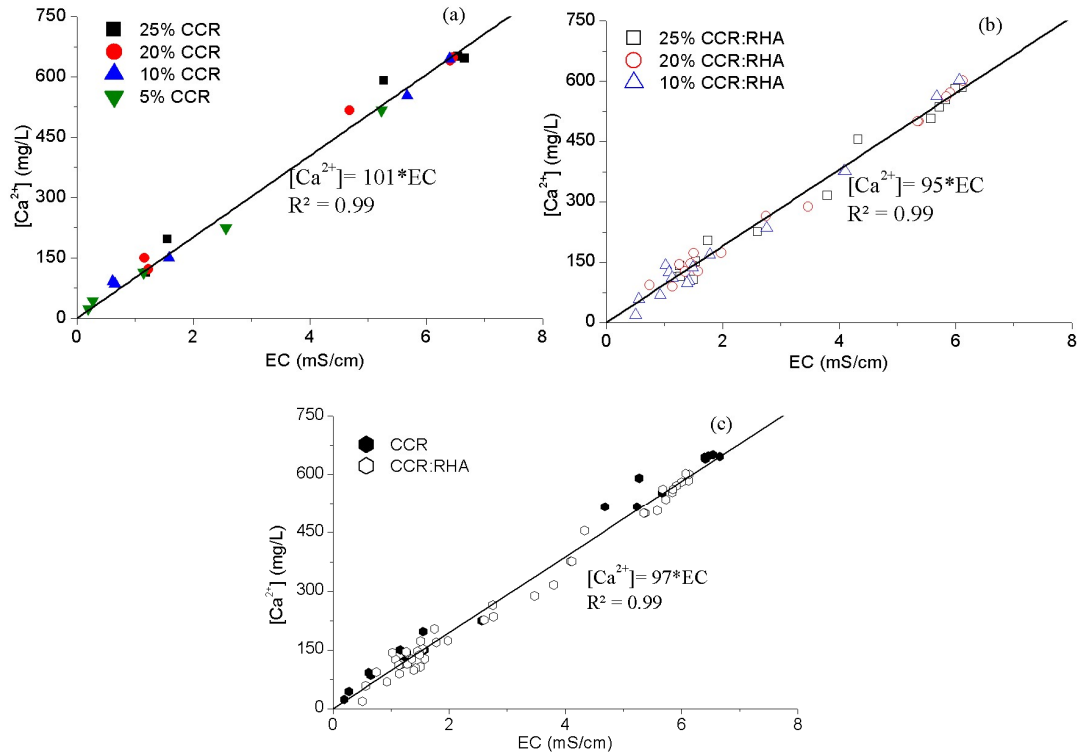 (a)
25% CCR
20% CCR
10% CCR
5% CCR
[Ca²⁺]= 101*EC
R² = 0.99
750
600
450
300
150
0
[Ca²⁺] (mg/L)
0 2 4 6 8
EC (mS/cm)
(b)
25% CCR:RHA
20% CCR:RHA
10% CCR:RHA
[Ca²⁺]= 95*EC
R² = 0.99
750
600
450
300
150
0
[Ca²⁺] (mg/L)
0 2 4 6 8
EC (mS/cm)
(c)
CCR
CCR:RHA
[Ca²⁺]= 97*EC
R² = 0.99
750
600
450
300
150
0
[Ca²⁺] (mg/L)
0 2 4 6 8
EC (mS/cm)